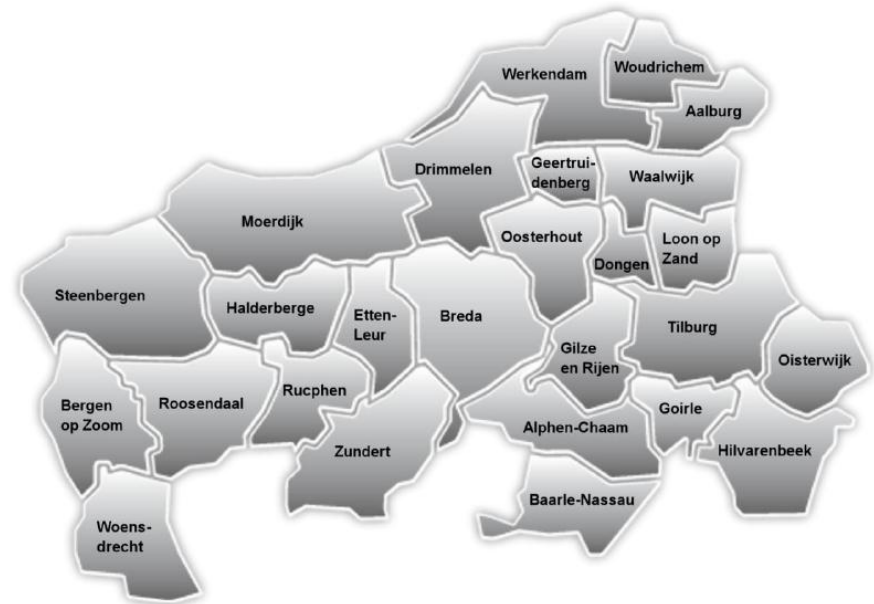 Woudrichem
Werkendam
Aalburg
Drimmelen
Geertrui-
denberg
Waalwijk
Moerdijk
Oosterhout
Dongen
Loon op
Zand
Steenbergen
Halderberge
Etten-
Leur
Breda
Tilburg
Gilze
en Rijen
Oisterwijk
Bergen
op Zoom
Roosendaal
Rucphen
Goirle
Alphen-Chaam
Zundert
Hilvarenbeek
Baarle-Nassau
Woens-
drecht